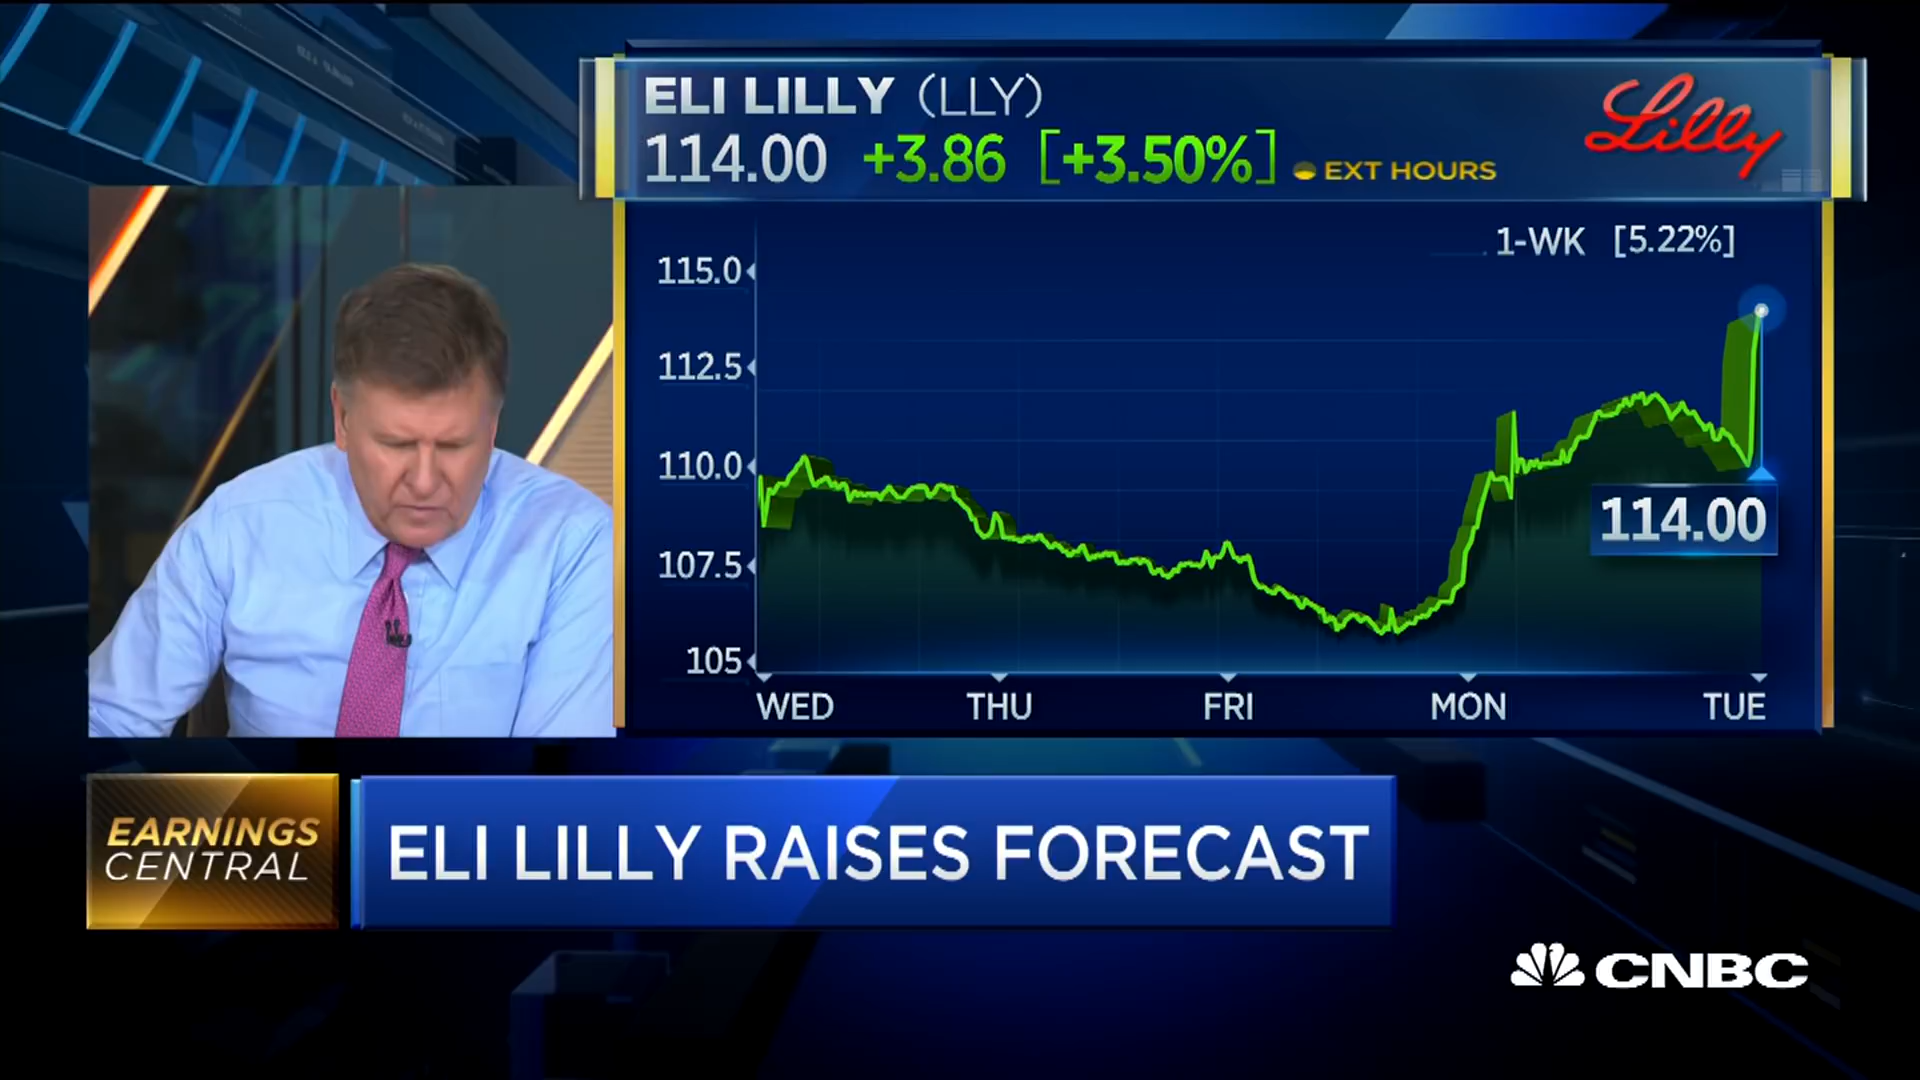 ELI LILLY (LLY)
114.00 +3.86 [+3.50%] EXT HOURS
Lilly
1-WK [5.22%]
115.0
112.5
110.0
107.5
105
114.00
WED THU FRI MON TUE
EARNINGS
CENTRAL
ELI LILLY RAISES FORECAST
CNBC